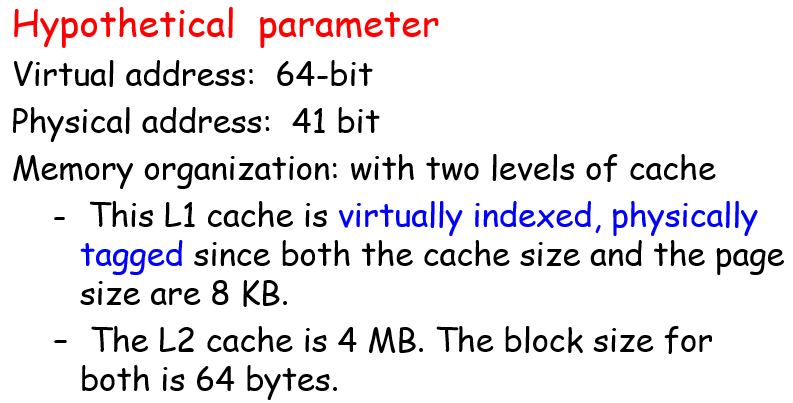 Hypothetical parameter
Virtual address: 64-bit
Physical address: 41 bit
Memory organization: with two levels of cache
- This L1 cache is virtually indexed, physically
tagged since both the cache size and the page
size are 8 KB.
- The L2 cache is 4 MB. The block size for
both is 64 bytes.